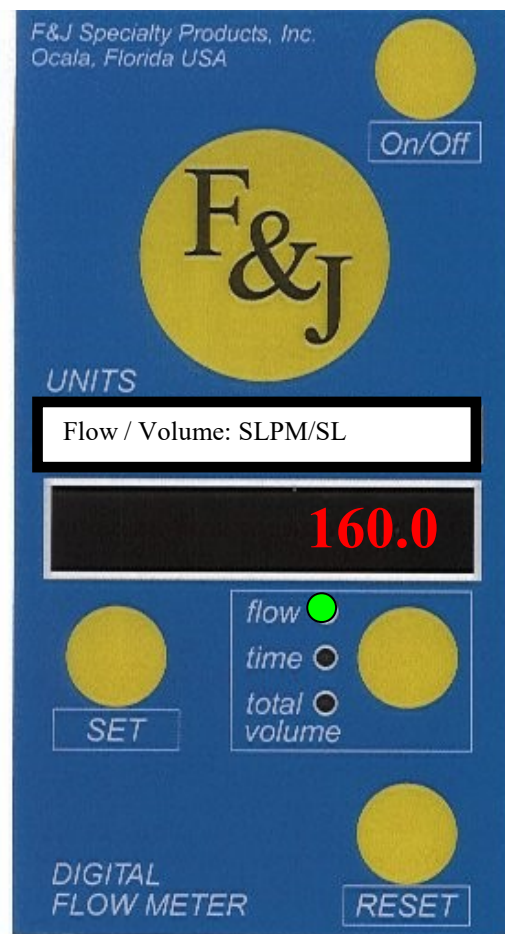 F&J Specialty Products, Inc.
Ocala, Florida USA
On/Off
F&J
UNITS
Flow / Volume: SLPM/SL
160.0
flow
time
total
volume
SET
DIGITAL
FLOW METER
RESET